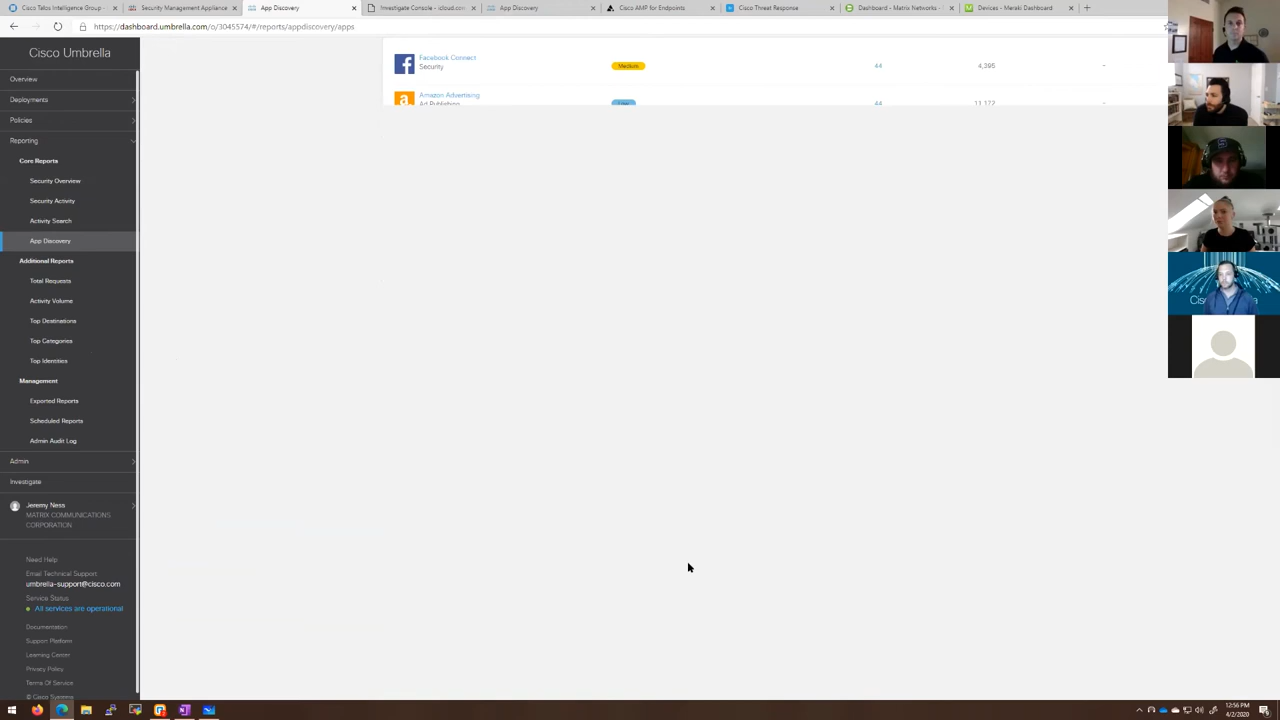 Cisco Talos Intelligence Group -
Security Management Appliance
App Discovery
Investigate Console - icloud.com
App Discovery
Cisco AMP for Endpoints
Cisco Threat Response
Dashboard - Matrix Networks -
Devices - Meraki Dashboard
https://dashboard.umbrella.com/o/3045574/#/reports/appdiscovery/apps
Cisco Umbrella
Overview
Deployments
Policies
Reporting
Core Reports
Security Overview
Security Activity
Activity Search
App Discovery
Additional Reports
Total Requests
Activity Volume
Top Destinations
Top Categories
Top Identities
Management
Exported Reports
Scheduled Reports
Admin Audit Log
Admin
Investigate
Jeremy Ness
MATRIX COMMUNICATIONS
CORPORATION
Need Help
Email Technical Support
umbrella-support@cisco.com
Service Status
All services are operational
Documentation
Support Platform
Learning Center
Privacy Policy
Terms Of Service
© Cisco Systems
Facebook Connect
Security
Medium
44
4,395
-
Amazon Advertising
Ad Publishing
Low
44
11,172
-
12:56 PM
4/2/2020